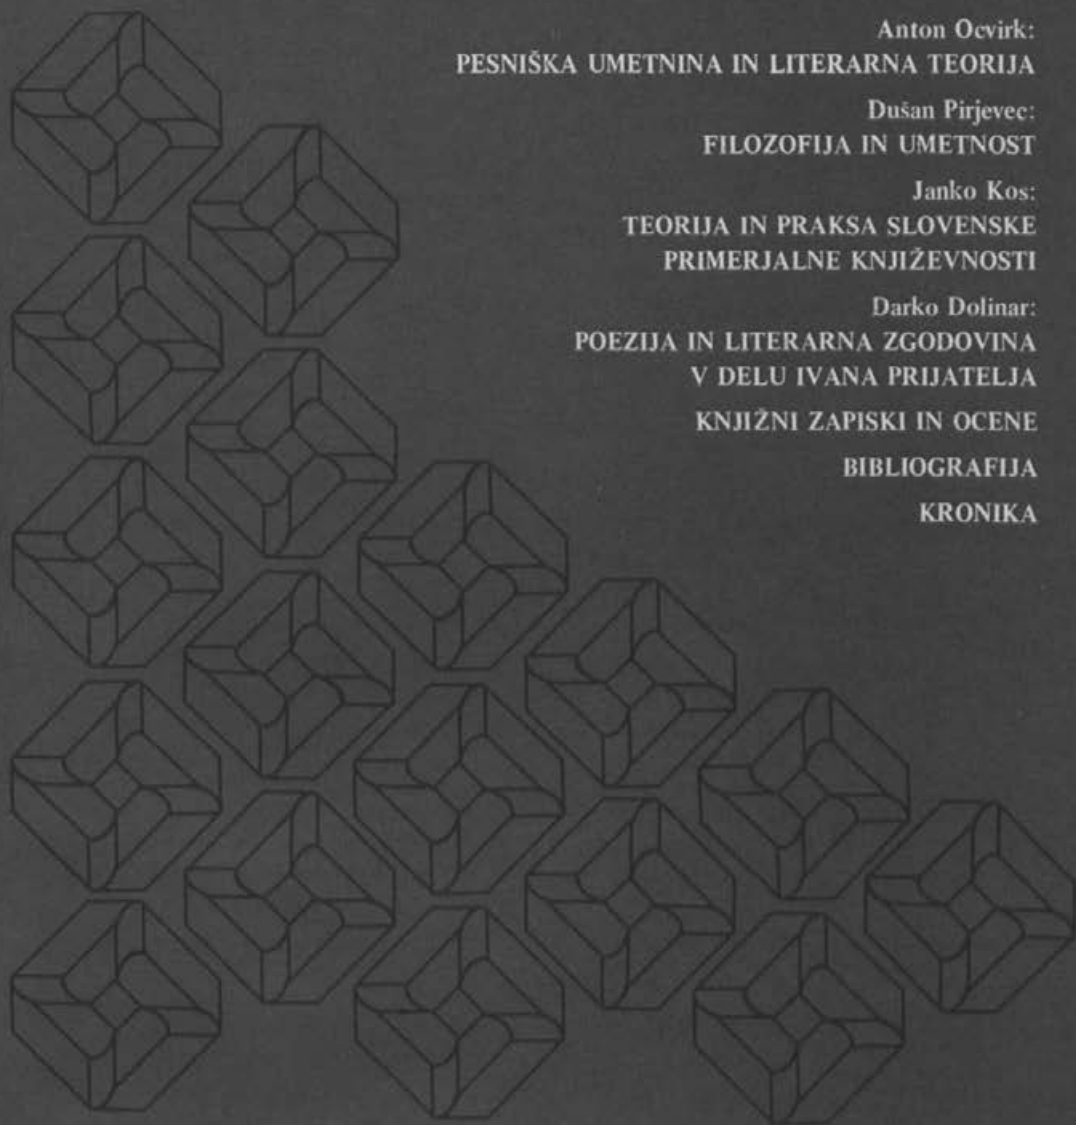 Anton Ocvirk:
PESNIŠKA UMETNINA IN LITERARNA TEORIJA
Dušan Pirjevec:
FILOZOFIJA IN UMETNOST
Janko Kos:
TEORIJA IN PRAKSA SLOVENSKE
PRIMERJALNE KNJIŽEVNOSTI
Darko Dolinar:
POEZIJA IN LITERARNA ZGODOVINA
V DELU IVANA PRIJATELJA
KNJIŽNI ZAPISKI IN OCENE
BIBLIOGRAFIJA
KRONIKA